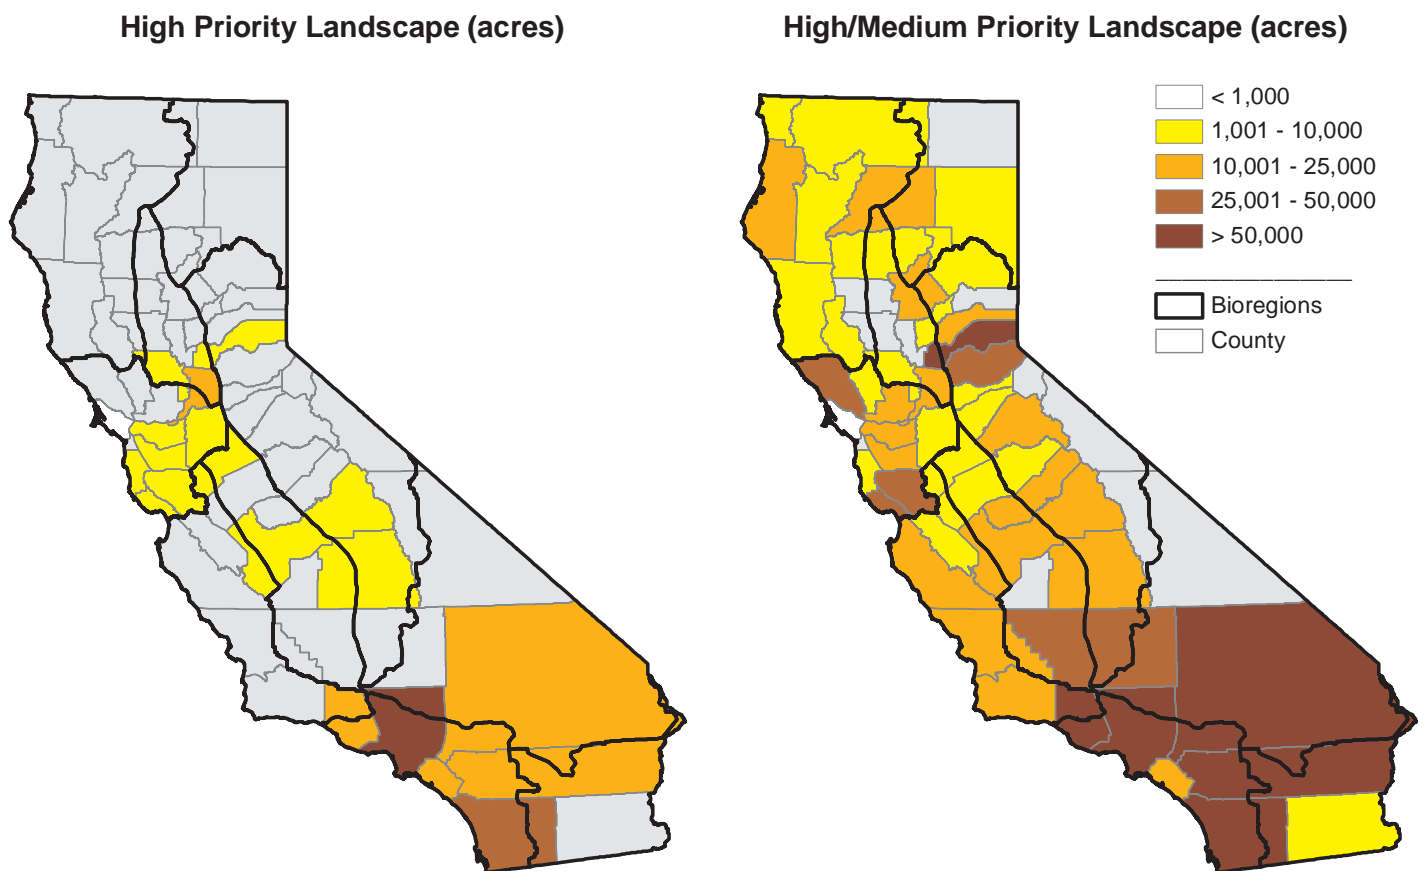 High Priority Landscape (acres)
High/Medium Priority Landscape (acres)
< 1,000
1,001 - 10,000
10,001 - 25,000
25,001 - 50,000
> 50,000
Bioregions
County